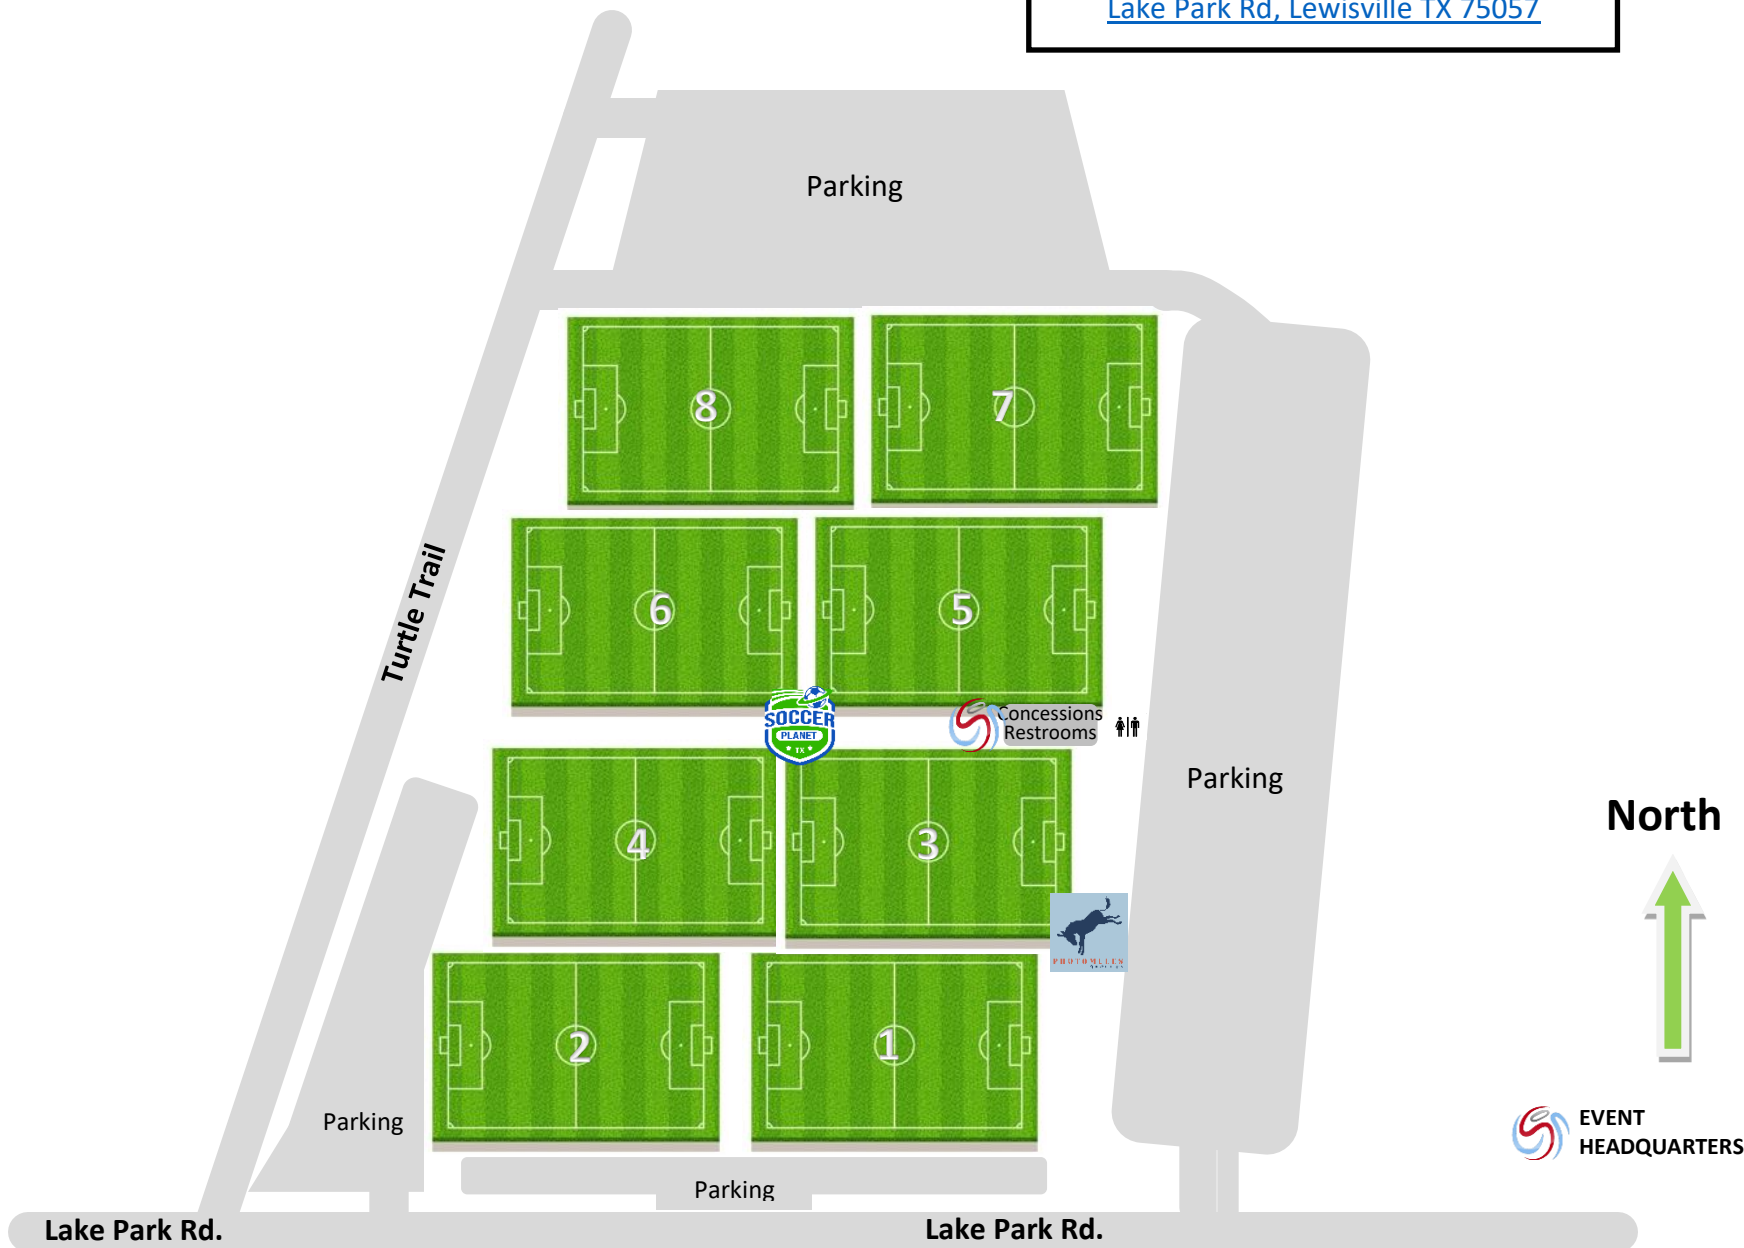 Lake Park Rd, Lewisville TX 75057
Parking
8
7
Turtle Trail
6
5
SOCCER
PLANET
TX
Concessions
Restrooms
Parking
North
4
3
PHOTOMULES
2
1
Parking
EVENT
HEADQUARTERS
Parking
Lake Park Rd.
Lake Park Rd.